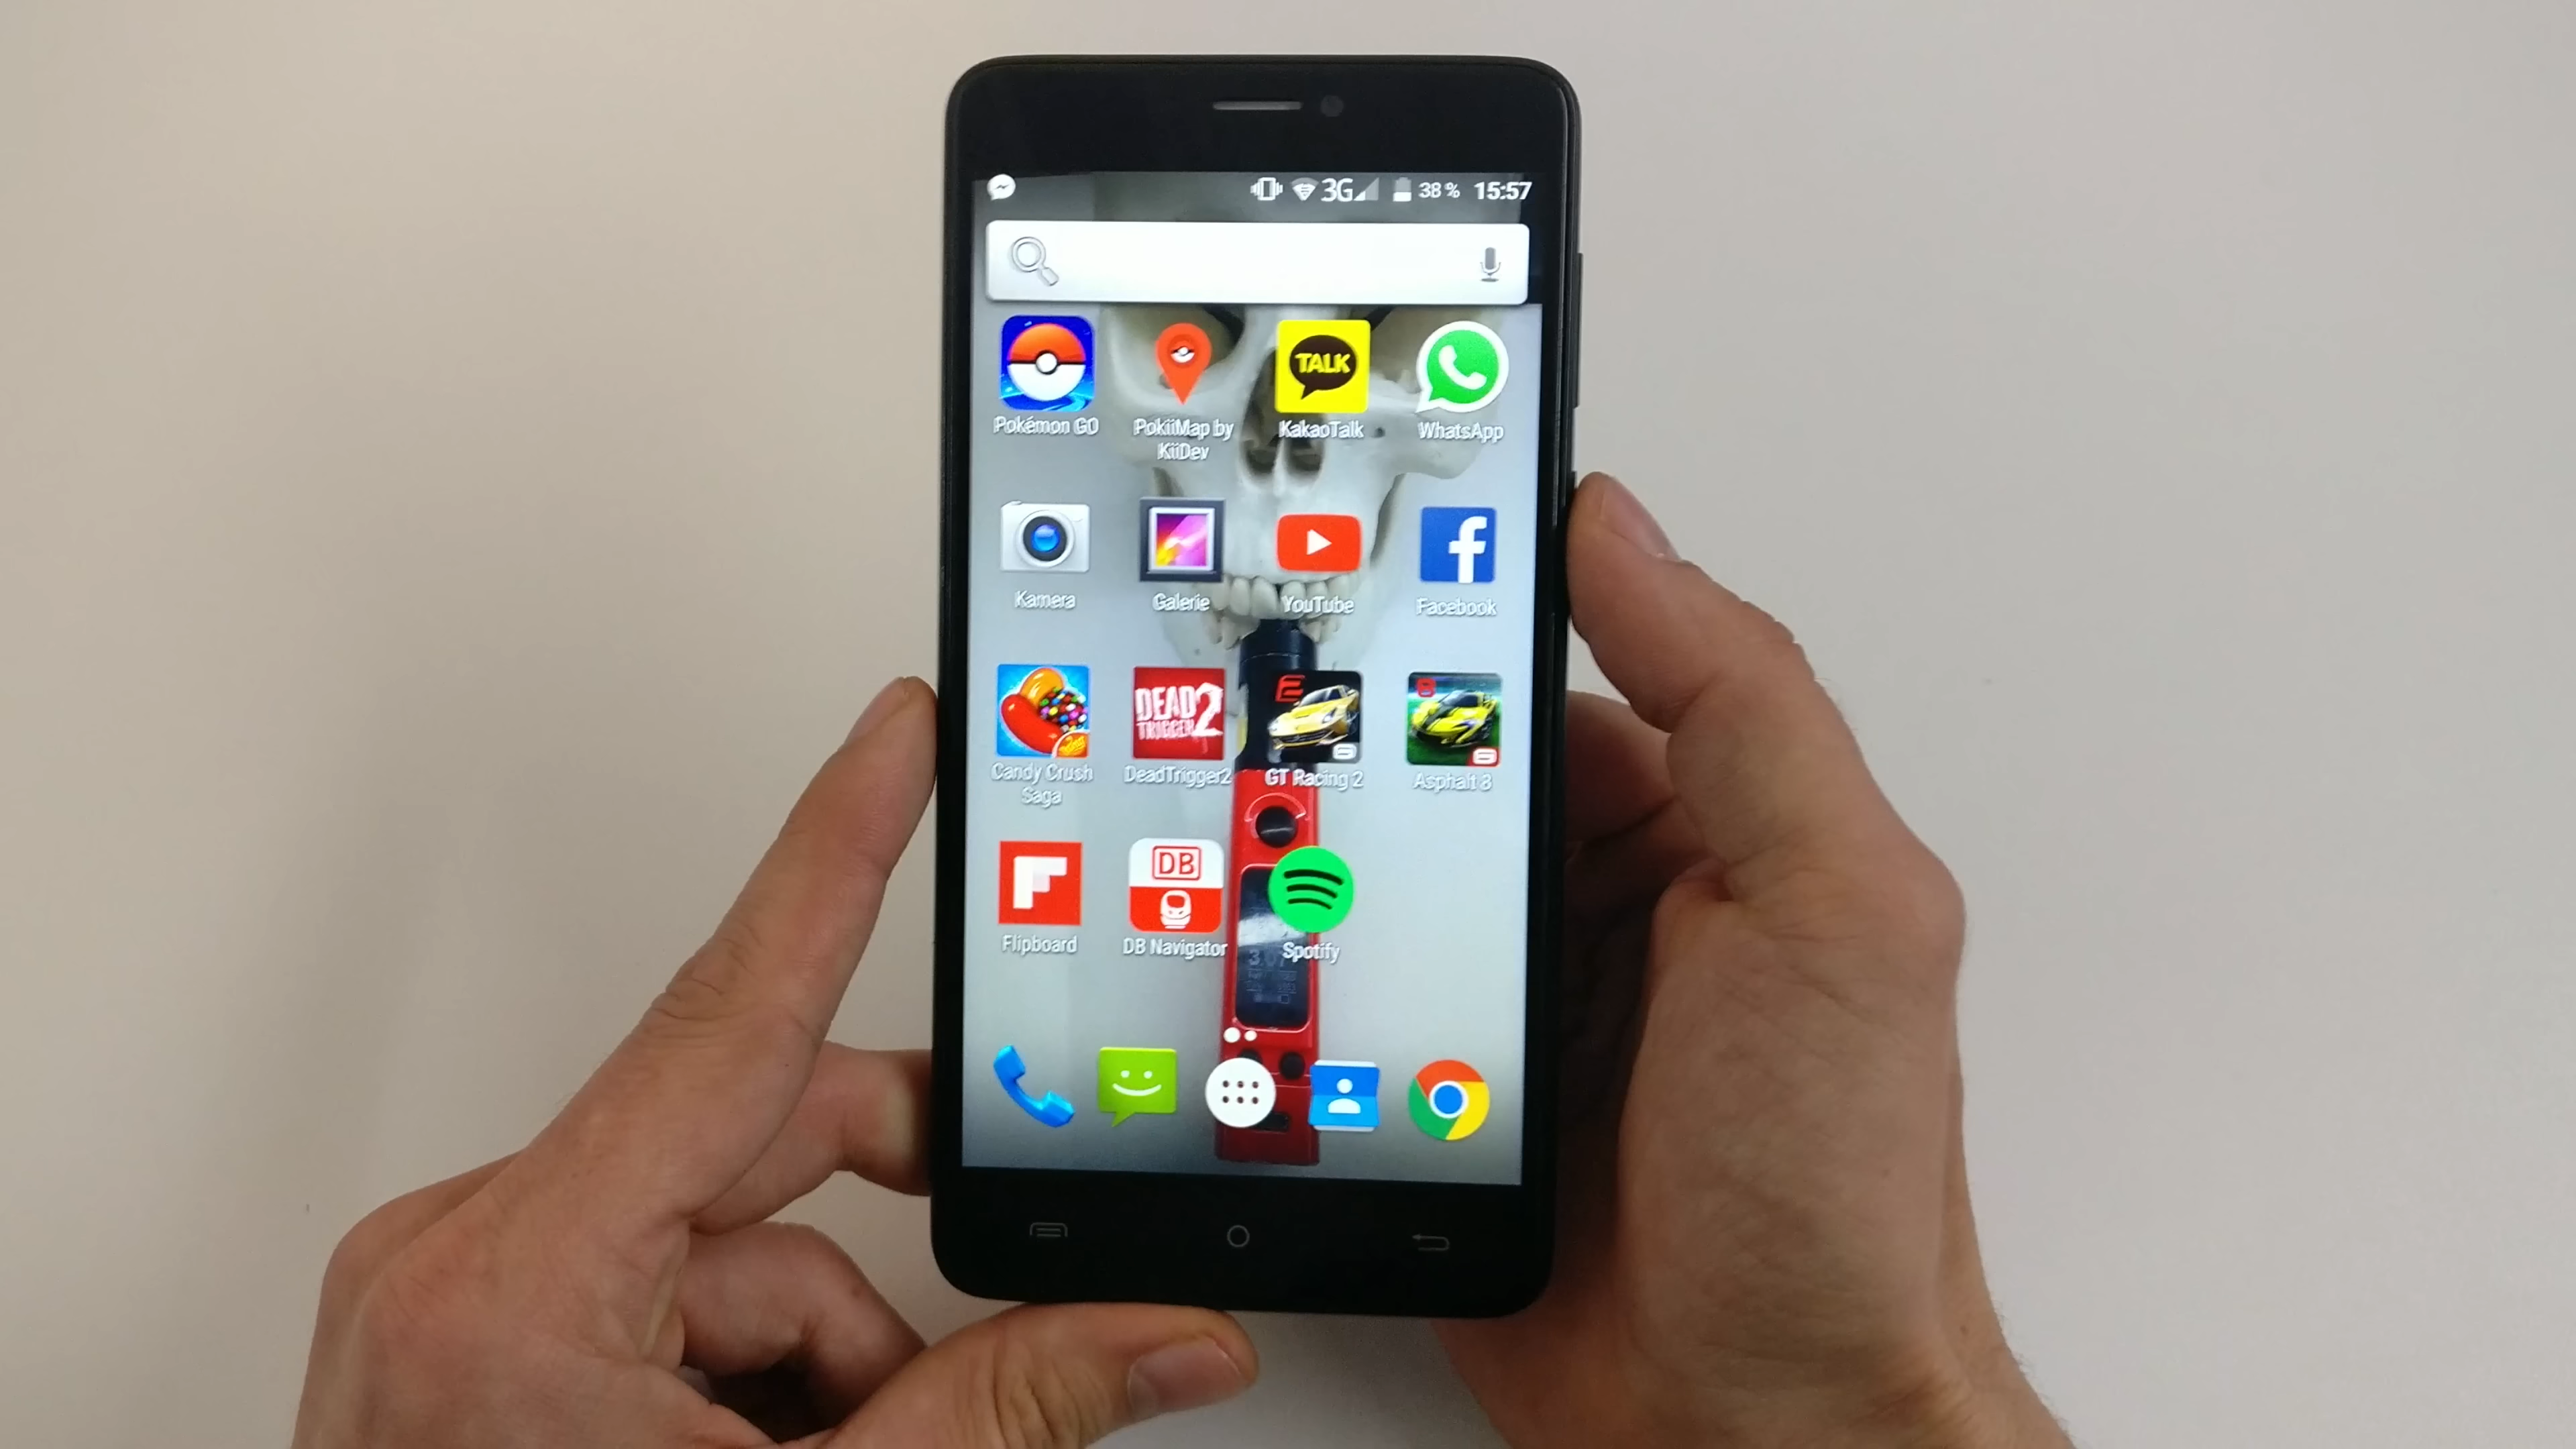 3G 38 % 15:57
TALK
Pokémon GO PokiiMap by KakaoTalk WhatsApp
KiiDev
Kamera Galerie YouTube Facebook
DEAD
TRIGGER 2
Candy Crush DeadTrigger2 GT Racing 2 Asphalt 8
Saga
DB
Flipboard DB Navigator Spotify